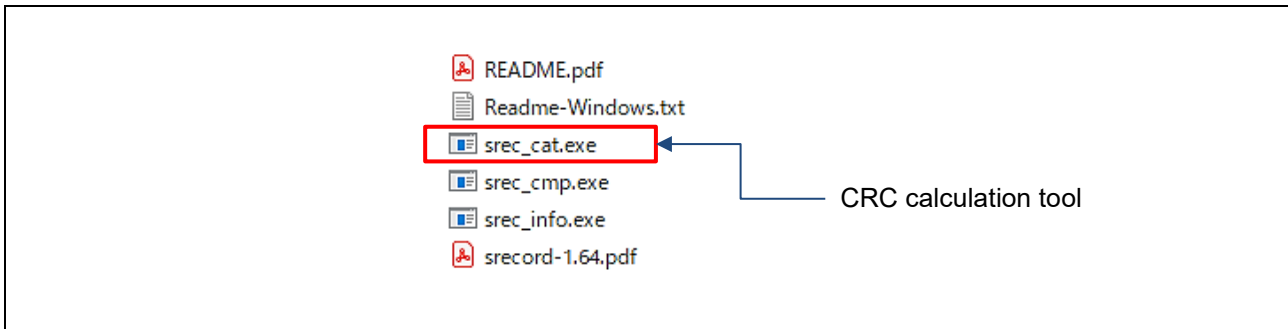 README.pdf
Readme-Windows.txt
srec_cat.exe
srec_cmp.exe
CRC calculation tool
srec_info.exe
srecord-1.64.pdf